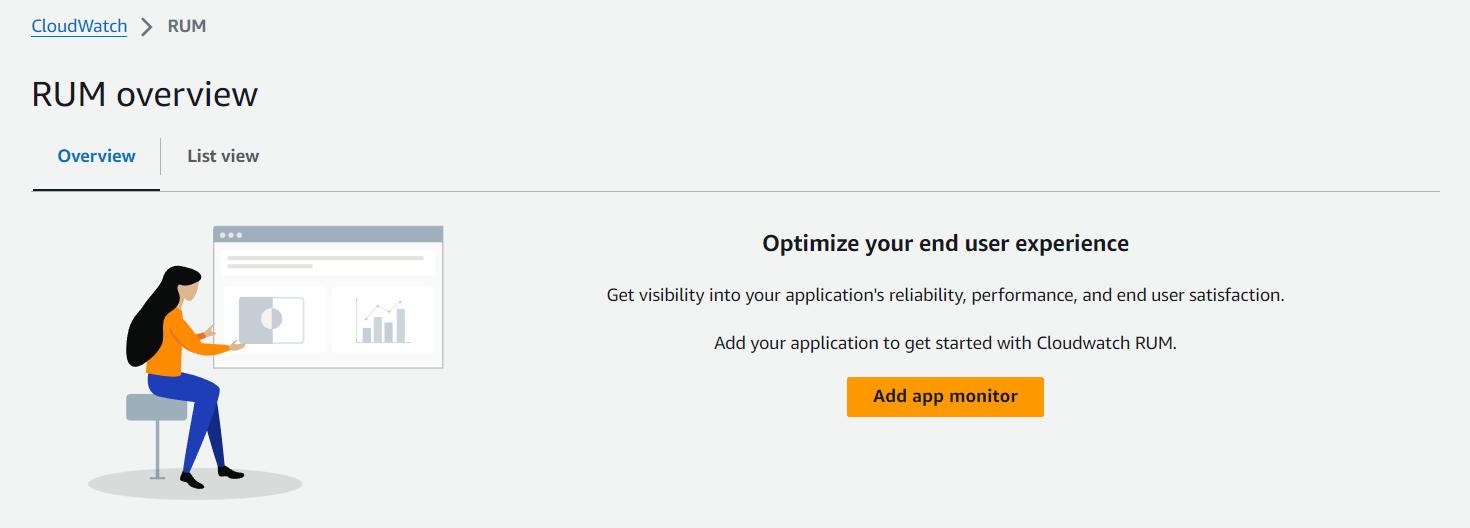 CloudWatch > RUM
RUM overview
Overview
List view
Optimize your end user experience
Get visibility into your application's reliability, performance, and end user satisfaction.
Add your application to get started with Cloudwatch RUM.
Add app monitor